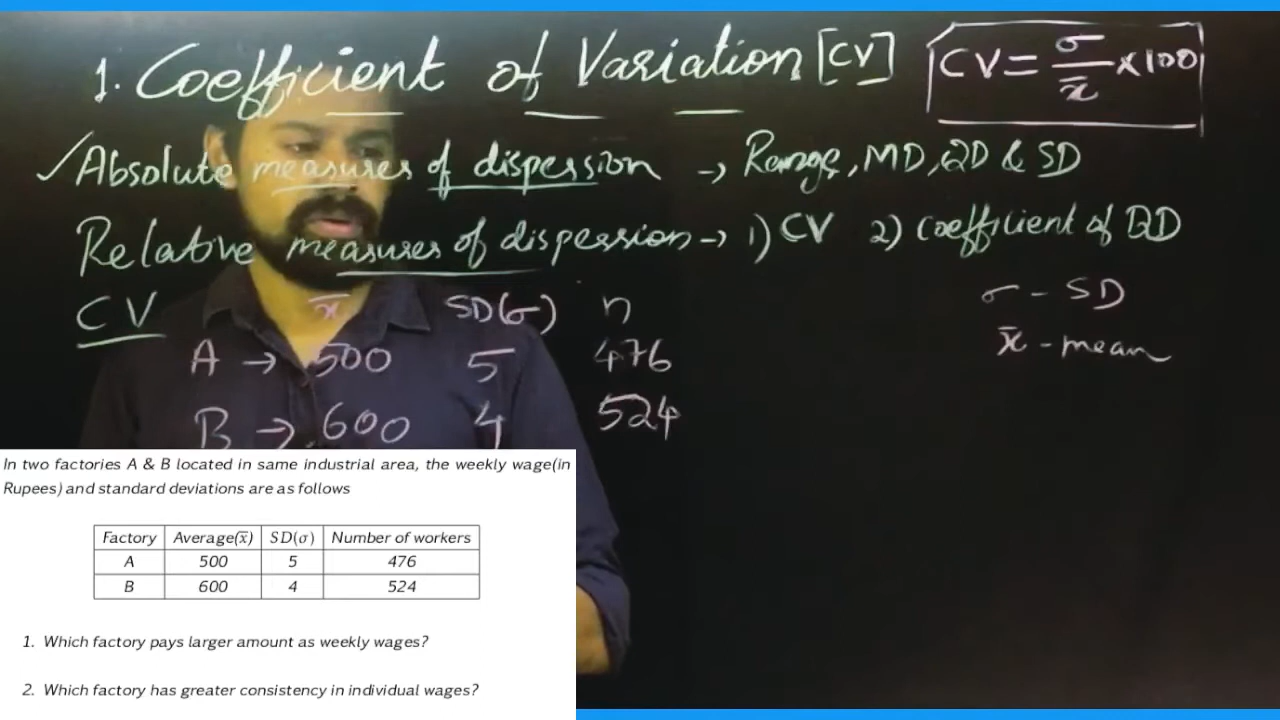 1. Coefficient of Variation [CV] CV = σ/x̄ × 100
✓Absolute measures of dispession → Range, MD, QD & SD
Relative measures of dispession → 1) CV 2) Coefficient of QD
σ - SD
x̄ - mean
CV x̄ SD(σ) n
A → 500 5 476
B → 600 4 524
In two factories A & B located in same industrial area, the weekly wage(in
Rupees) and standard deviations are as follows
Factory Average(x̄) SD(σ) Number of workers
A 500 5 476
B 600 4 524
1. Which factory pays larger amount as weekly wages?
2. Which factory has greater consistency in individual wages?